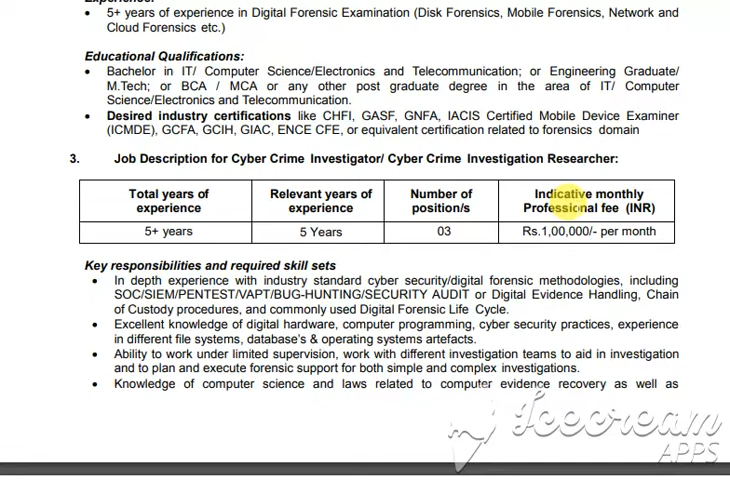 • 5+ years of experience in Digital Forensic Examination (Disk Forensics, Mobile Forensics, Network and
Cloud Forensics etc.)
Educational Qualifications:
• Bachelor in IT/ Computer Science/Electronics and Telecommunication; or Engineering Graduate/
M.Tech; or BCA / MCA or any other post graduate degree in the area of IT/ Computer
Science/Electronics and Telecommunication.
• Desired industry certifications like CHFI, GASF, GNFA, IACIS Certified Mobile Device Examiner
(ICMDE), GCFA, GCIH, GIAC, ENCE CFE, or equivalent certification related to forensics domain
3. Job Description for Cyber Crime Investigator/ Cyber Crime Investigation Researcher:
Total years of experience
Relevant years of experience
Number of position/s
Indicative monthly Professional fee (INR)
5+ years
5 Years
03
Rs.1,00,000/- per month
Key responsibilities and required skill sets
• In depth experience with industry standard cyber security/digital forensic methodologies, including
SOC/SIEM/PENTEST/VAPT/BUG-HUNTING/SECURITY AUDIT or Digital Evidence Handling, Chain
of Custody procedures, and commonly used Digital Forensic Life Cycle.
• Excellent knowledge of digital hardware, computer programming, cyber security practices, experience
in different file systems, database's & operating systems artefacts.
• Ability to work under limited supervision, work with different investigation teams to aid in investigation
and to plan and execute forensic support for both simple and complex investigations.
• Knowledge of computer science and laws related to computer evidence recovery as well as
Icecream
APPS